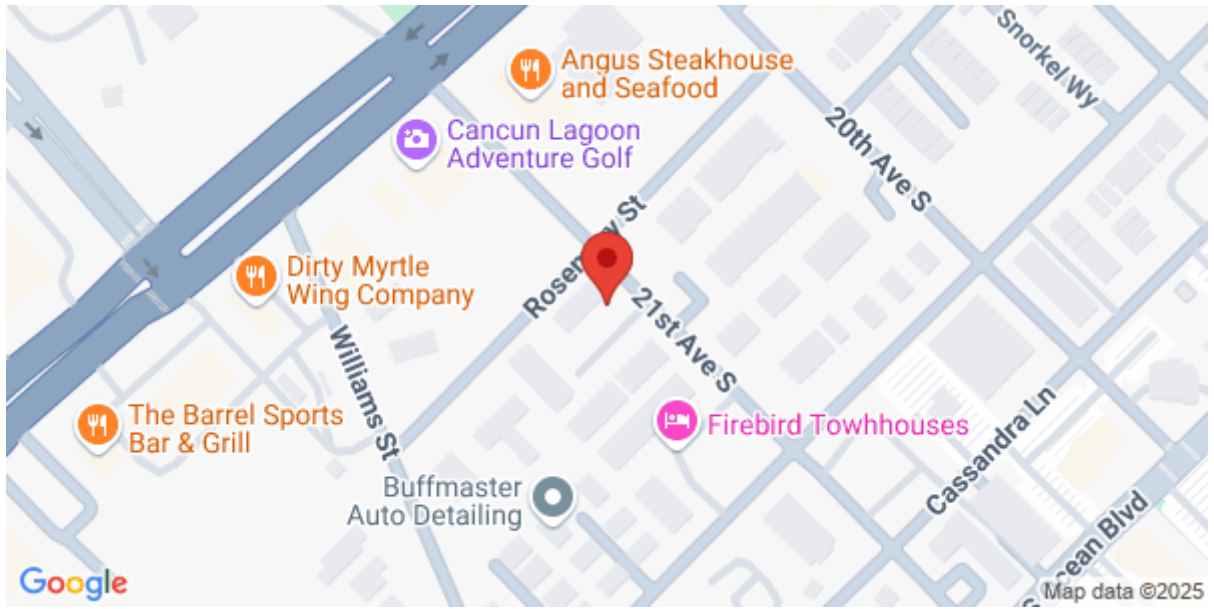 Angus Steakhouse
and Seafood
Snorkel Wy
Cancun Lagoon
Adventure Golf
20th Ave S
Dirty Myrtle
Wing Company
21st Ave S
Williams St
The Barrel Sports
Bar & Grill
Firebird Towhhouses
Cassandra Ln
Buffmaster
Auto Detailing
Blvd
Google
Map data ©2025